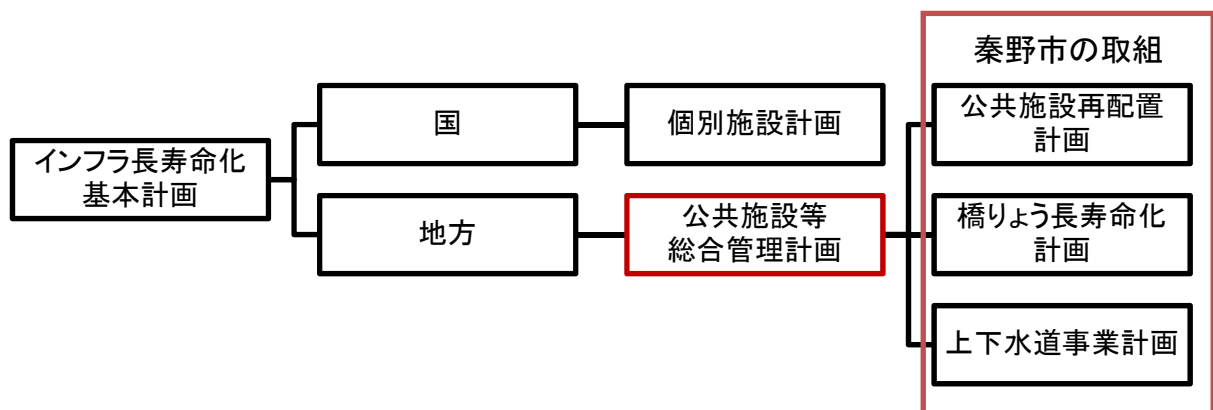 秦野市の取組
インフラ長寿命化
基本計画
国
個別施設計画
公共施設再配置
計画
地方
公共施設等
総合管理計画
橋りょう長寿命化
計画
上下水道事業計画